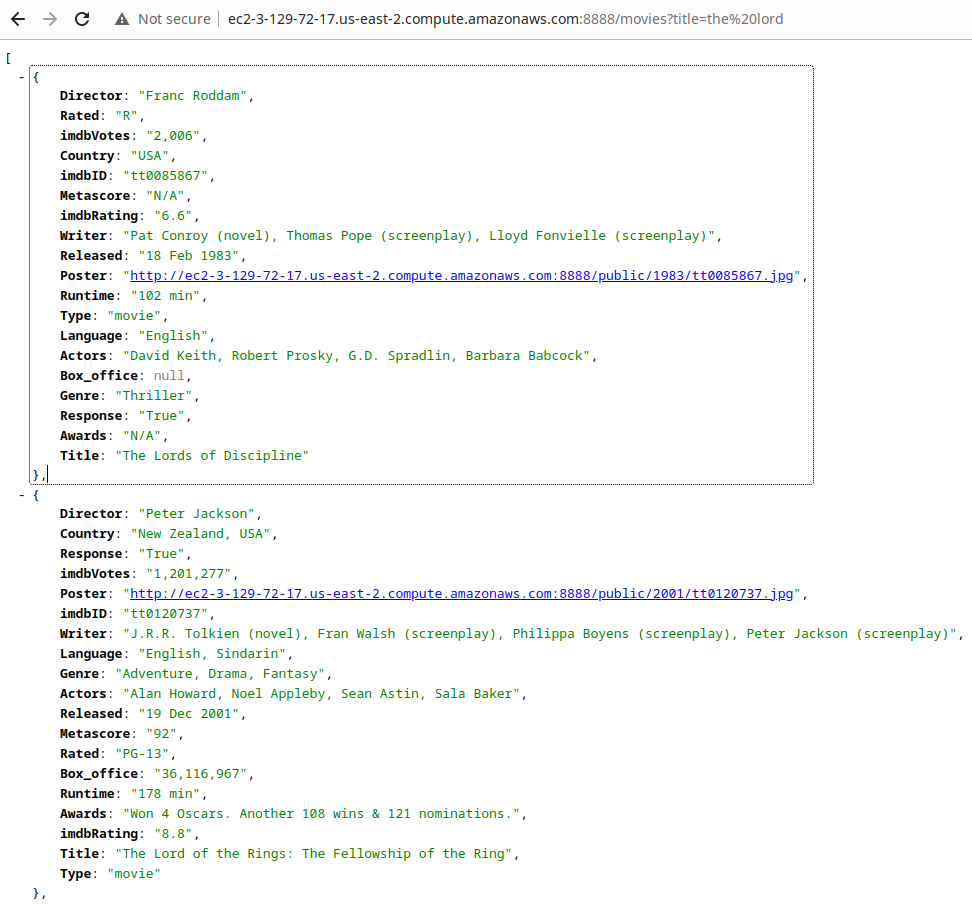 Not secure | ec2-3-129-72-17.us-east-2.compute.amazonaws.com:8888/movies?title=the%20lord
[
- {
Director: "Franc Roddam",
Rated: "R",
imdbVotes: "2,006",
Country: "USA",
imdbID: "tt0085867",
Metascore: "N/A",
imdbRating: "6.6",
Writer: "Pat Conroy (novel), Thomas Pope (screenplay), Lloyd Fonvielle (screenplay)",
Released: "18 Feb 1983",
Poster: "http://ec2-3-129-72-17.us-east-2.compute.amazonaws.com:8888/public/1983/tt0085867.jpg",
Runtime: "102 min",
Type: "movie",
Language: "English",
Actors: "David Keith, Robert Prosky, G.D. Spradlin, Barbara Babcock",
Box_office: null,
Genre: "Thriller",
Response: "True",
Awards: "N/A",
Title: "The Lords of Discipline"
},
- {
Director: "Peter Jackson",
Country: "New Zealand, USA",
Response: "True",
imdbVotes: "1,201,277",
Poster: "http://ec2-3-129-72-17.us-east-2.compute.amazonaws.com:8888/public/2001/tt0120737.jpg",
imdbID: "tt0120737",
Writer: "J.R.R. Tolkien (novel), Fran Walsh (screenplay), Philippa Boyens (screenplay), Peter Jackson (screenplay)",
Language: "English, Sindarin",
Genre: "Adventure, Drama, Fantasy",
Actors: "Alan Howard, Noel Appleby, Sean Astin, Sala Baker",
Released: "19 Dec 2001",
Metascore: "92",
Rated: "PG-13",
Box_office: "36,116,967",
Runtime: "178 min",
Awards: "Won 4 Oscars. Another 108 wins & 121 nominations.",
imdbRating: "8.8",
Title: "The Lord of the Rings: The Fellowship of the Ring",
Type: "movie"
},